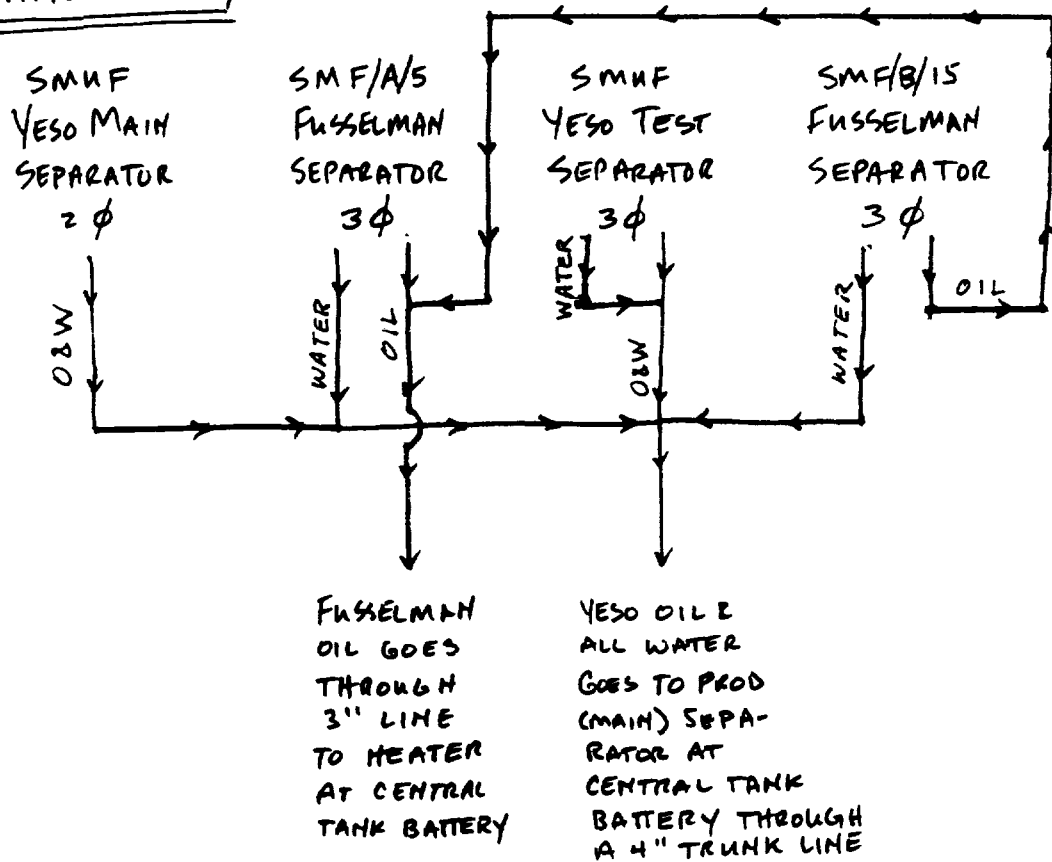 SMUF
YESO MAIN
SEPARATOR
2 Ø
SMF/A/5
FUSSELMAN
SEPARATOR
3 Ø
SMUF
YESO TEST
SEPARATOR
3 Ø
SMF/B/15
FUSSELMAN
SEPARATOR
3 Ø
O&W
WATER
OIL
WATER
O&W
WATER
OIL
FUSSELMAN
OIL GOES
THROUGH
3" LINE
TO HEATER
AT CENTRAL
TANK BATTERY
YESO OIL &
ALL WATER
GOES TO PROD
(MAIN) SEPA-
RATOR AT
CENTRAL TANK
BATTERY THROUGH
A 4" TRUNK LINE